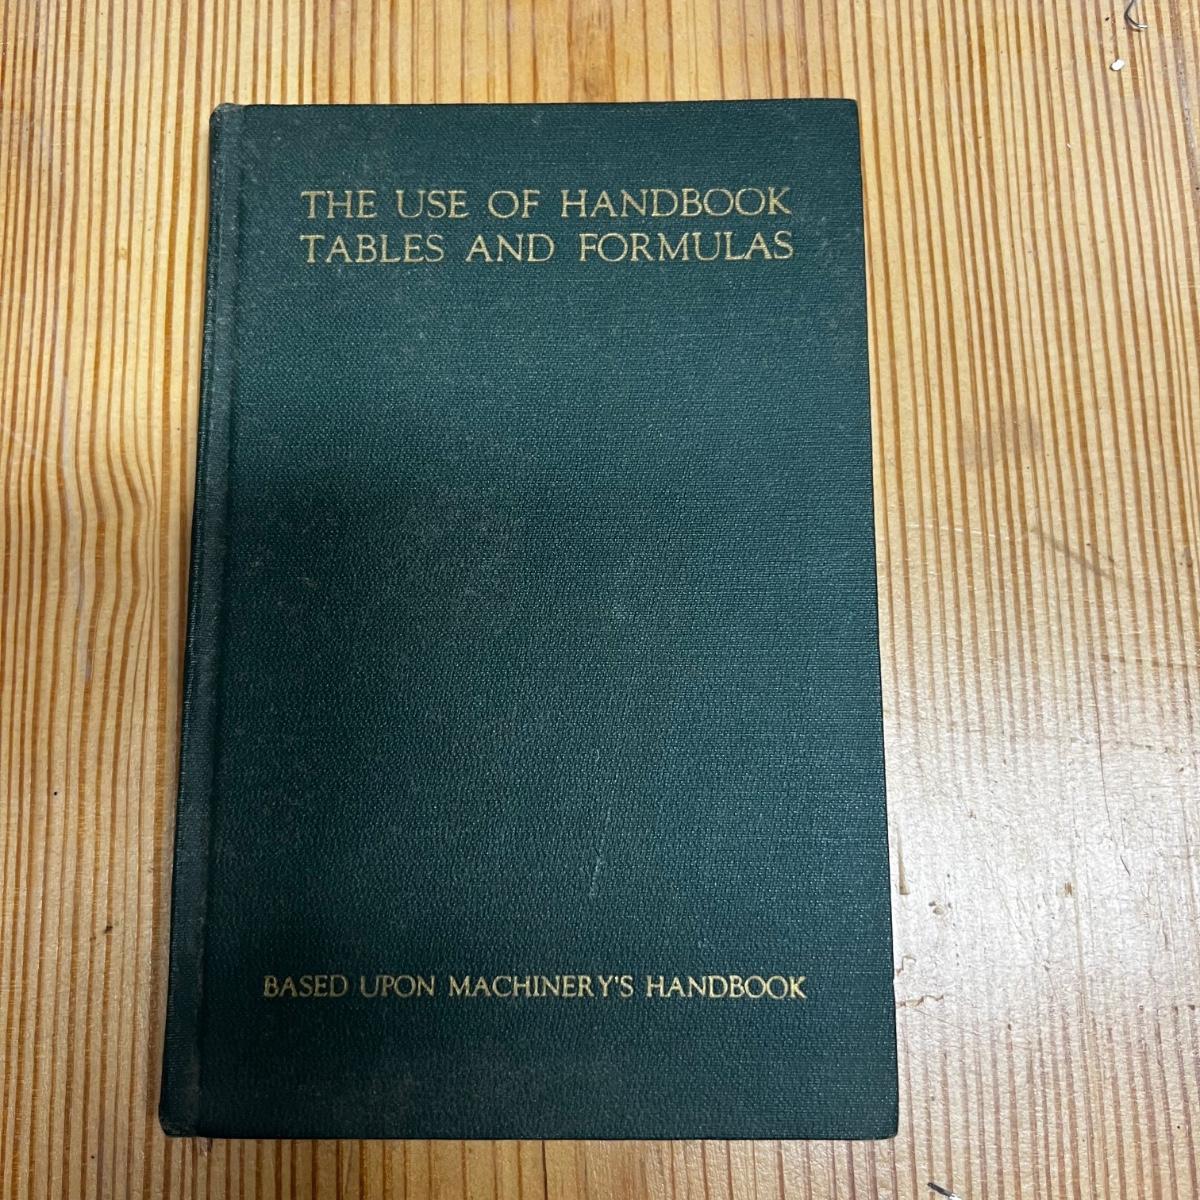 THE USE OF HANDBOOK
TABLES AND FORMULAS
BASED UPON MACHINERY'S HANDBOOK